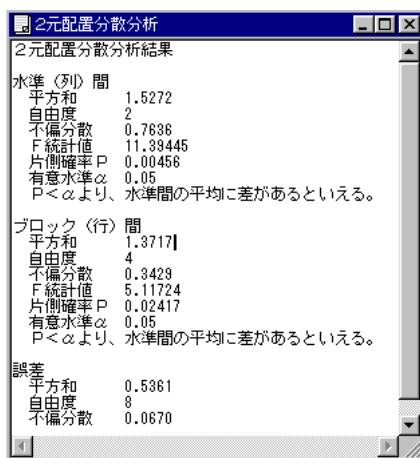 2元配置分散分析
2元配置分散分析結果
水準（列）間
平方和 1.5272
自由度 2
不偏分散 0.7636
F統計値 11.39445
片側確率P 0.00456
有意水準α 0.05
P<αより、水準間の平均に差があるといえる。
ブロック（行）間
平方和 1.3717
自由度 4
不偏分散 0.3429
F統計値 5.11724
片側確率P 0.02417
有意水準α 0.05
P<αより、水準間の平均に差があるといえる。
誤差
平方和 0.5361
自由度 8
不偏分散 0.0670